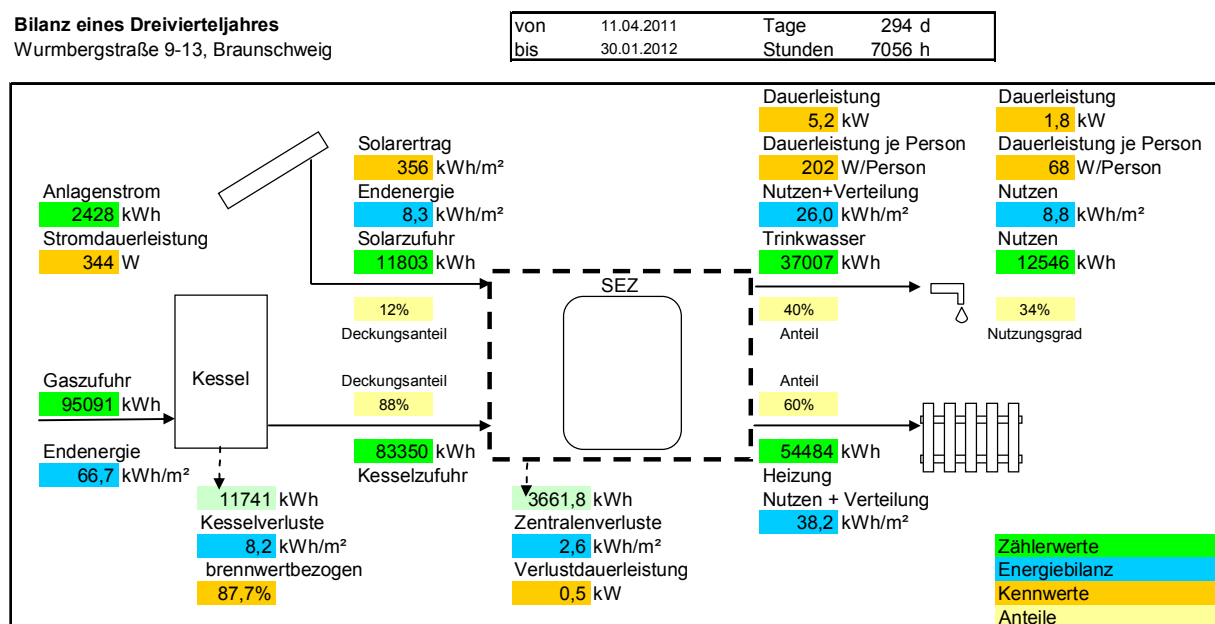 Bilanz eines Dreivierteljahres
Wurmbergstraße 9-13, Braunschweig
von 11.04.2011 Tage 294 d
bis 30.01.2012 Stunden 7056 h
Anlagenstrom
2428 kWh
Stromdauerleistung
344 W
Solarertrag
356 kWh/m²
Endenergie
8,3 kWh/m²
Solarzufuhr
11803 kWh
12%
Deckungsanteil
Dauerleistung
5,2 kW
Dauerleistung je Person
202 W/Person
Nutzen+Verteilung
26,0 kWh/m²
Trinkwasser
37007 kWh
40%
Anteil
Dauerleistung
1,8 kW
Dauerleistung je Person
68 W/Person
Nutzen
8,8 kWh/m²
Nutzen
12546 kWh
34%
Nutzungsgrad
SEZ
Kessel
Gaszufuhr
95091 kWh
Endenergie
66,7 kWh/m²
Deckungsanteil
88%
83350 kWh
Kesselzufuhr
Anteil
60%
54484 kWh
Heizung
Nutzen + Verteilung
38,2 kWh/m²
11741 kWh
Kesselverluste
8,2 kWh/m²
brennwertbezogen
87,7%
3661,8 kWh
Zentralenverluste
2,6 kWh/m²
Verlustdauerleistung
0,5 kW
Zählerwerte
Energiebilanz
Kennwerte
Anteile